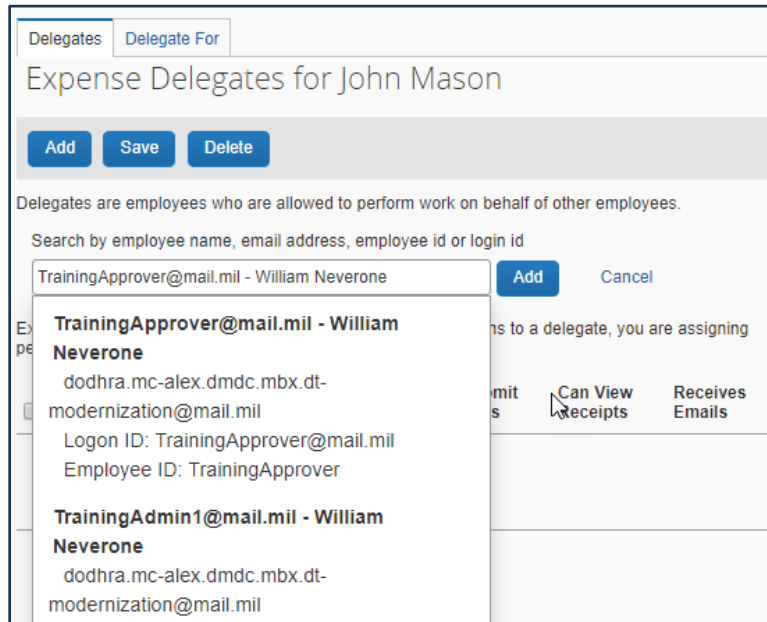 Delegates Delegate For
Expense Delegates for John Mason
Add Save Delete
Delegates are employees who are allowed to perform work on behalf of other employees.
Search by employee name, email address, employee id or login id
TrainingApprover@mail.mil - William Neverone Add Cancel
TrainingApprover@mail.mil - William
Neverone
dodhra.mc-alex.dmdc.mbx.dt-
modernization@mail.mil
Logon ID: TrainingApprover@mail.mil
Employee ID: TrainingApprover
TrainingAdmin1@mail.mil - William
Neverone
dodhra.mc-alex.dmdc.mbx.dt-
modernization@mail.mil
to a delegate, you are assigning
Can View
Receipts
Receives
Emails